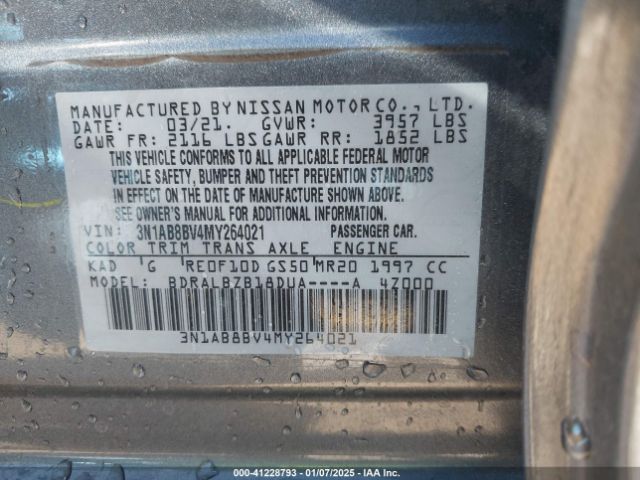 MANUFACTURED BY NISSAN MOTOR CO., LTD.
DATE: 03/21. GVWR: 3957 LBS
GAWR FR: 2116 LBS GAWR RR: 1852 LBS
THIS VEHICLE CONFORMS TO ALL APPLICABLE FEDERAL MOTOR
VEHICLE SAFETY, BUMPER AND THEFT PREVENTION STANDARDS
IN EFFECT ON THE DATE OF MANUFACTURE SHOWN ABOVE.
SEE OWNER'S MANUAL FOR ADDITIONAL INFORMATION.
VIN: 3N1AB8BV4MY264021 PASSENGER CAR.
COLOR TRIM TRANS AXLE ENGINE
KAD 'G 'RE0F10D GS50'MR20 1997 CC
MODEL: BDRALBZB18DUA----A 4Z000
3N1AB8BV4MY264021
000-41228793 — 01/07/2025 — IAA Inc.